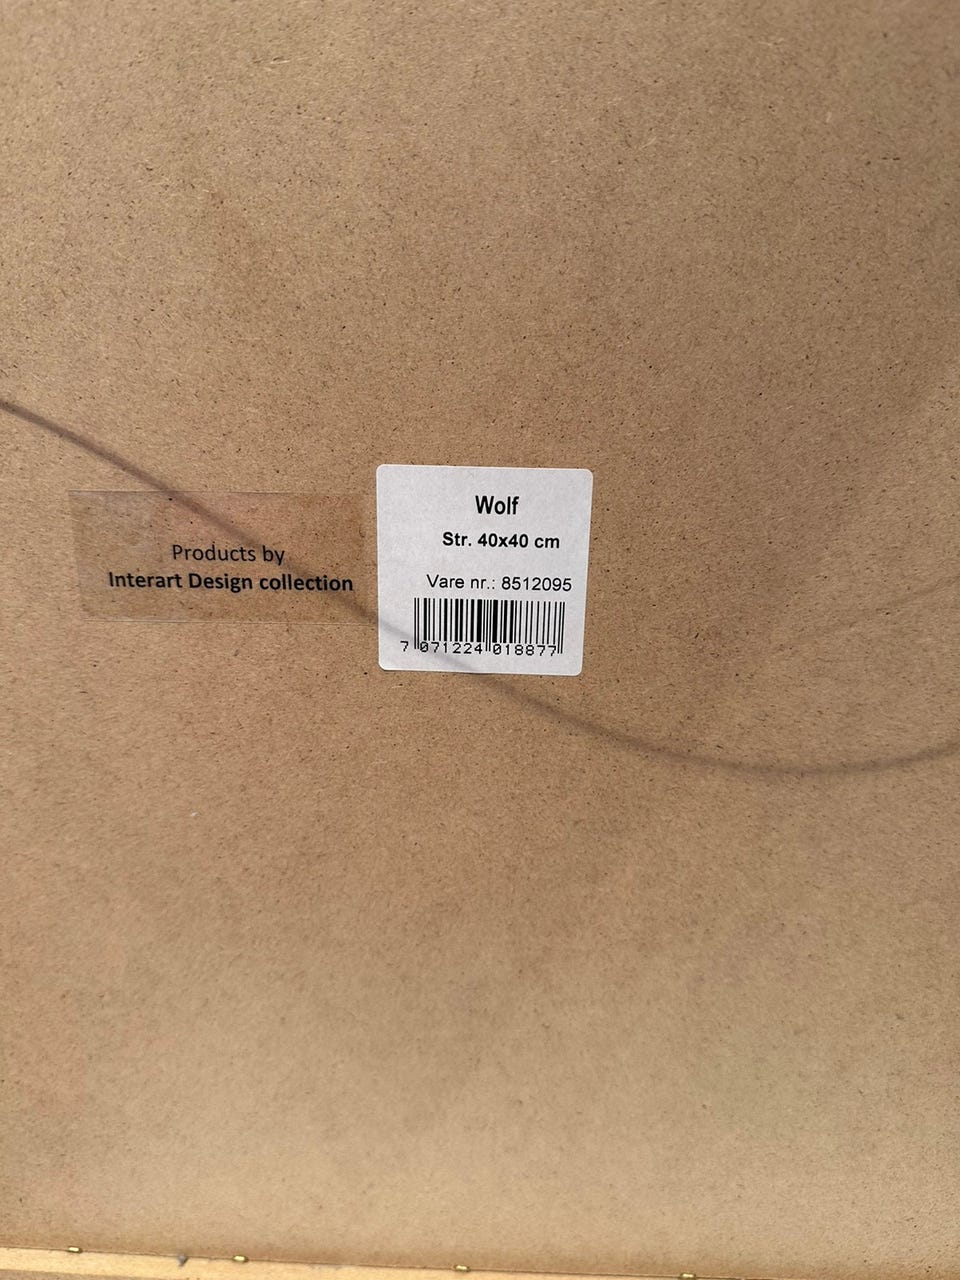 Products by
Interart Design collection
Wolf
Str. 40x40 cm
Vare nr.: 8512095
7 071224 018877